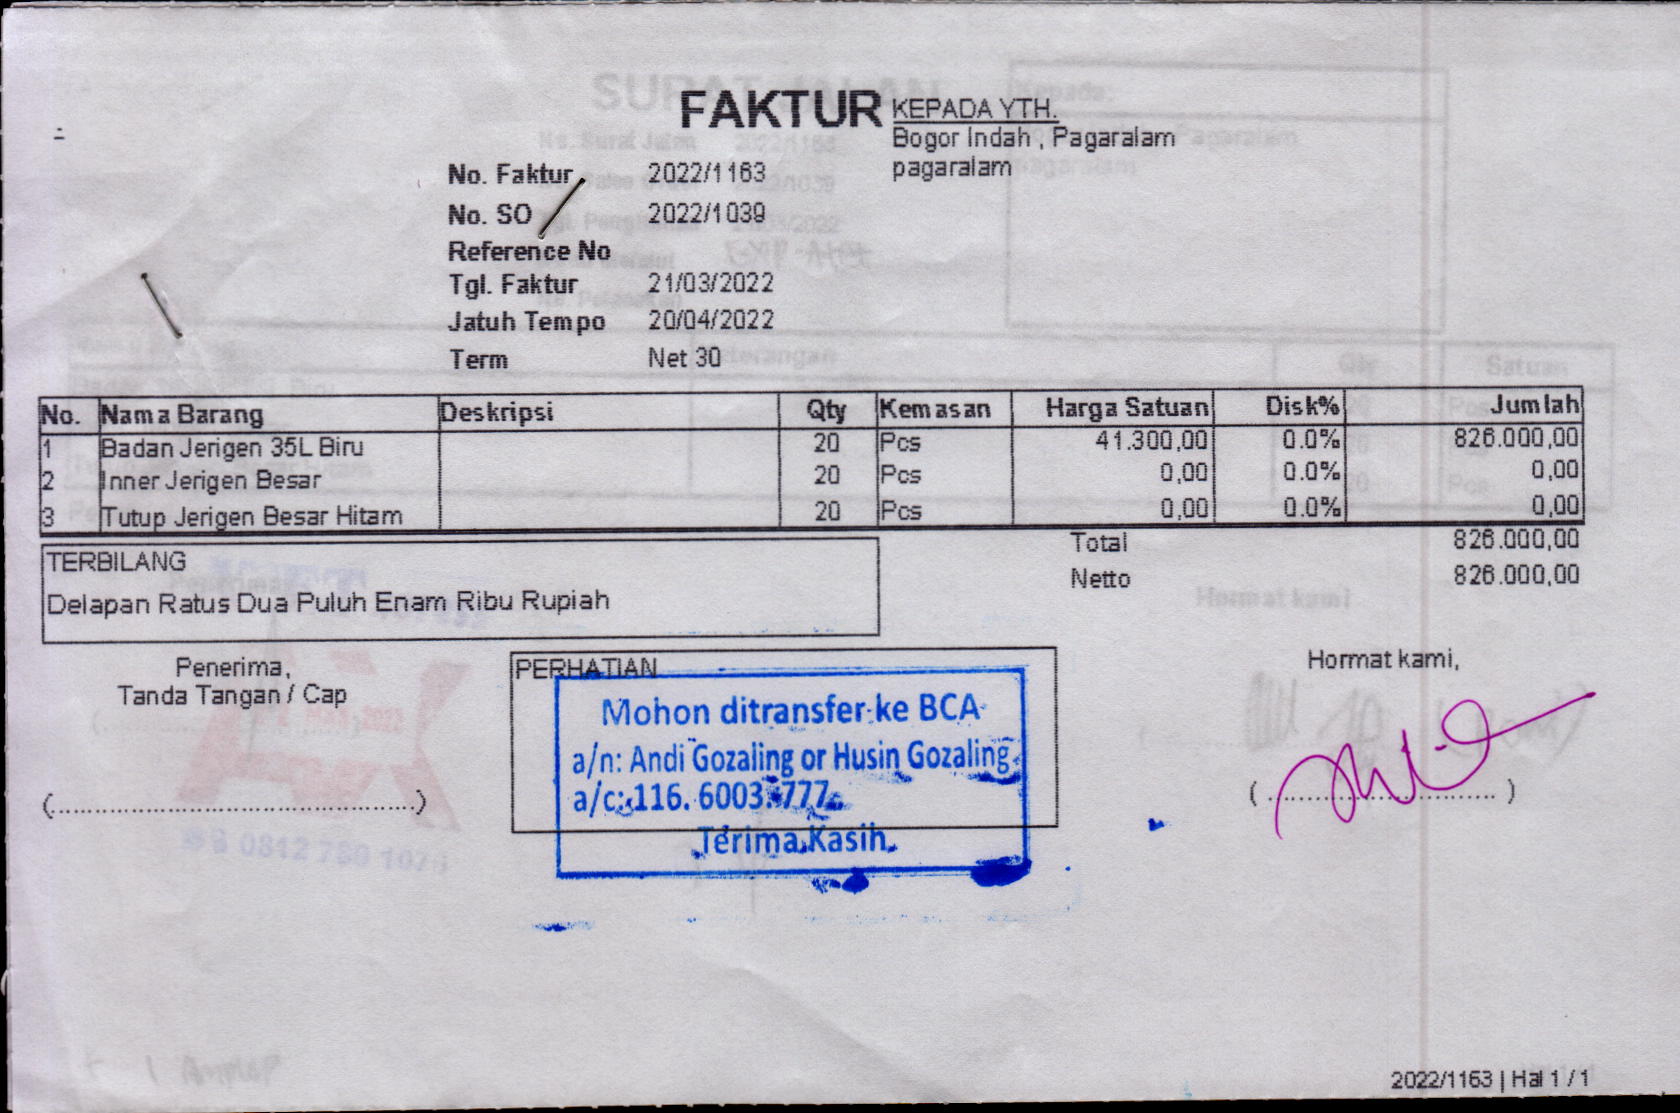 FAKTUR
KEPADA YTH.
Bogor Indah , Pagaralam
pagaralam
No. Faktur 2022/1163
No. SO 2022/1039
Reference No
Tgl. Faktur 21/03/2022
Jatuh Tempo 20/04/2022
Term Net 30
No. Nama Barang Deskripsi Qty Kemasan Harga Satuan Disk% Jumlah
1 Badan Jerigen 35L Biru 20 Pcs 41.300,00 0.0% 826.000,00
2 Inner Jerigen Besar 20 Pcs 0,00 0.0% 0,00
3 Tutup Jerigen Besar Hitam 20 Pcs 0,00 0.0% 0,00
Total 826.000,00
Netto 826.000,00
TERBILANG
Delapan Ratus Dua Puluh Enam Ribu Rupiah
Penerima,
Tanda Tangan / Cap
(........................................)
PERHATIAN
Mohon ditransfer ke BCA
a/n: Andi Gozaling or Husin Gozaling
a/c: 116. 6003. 777
Terima Kasih
Hormat kami,
( .............................. )
2022/1163 | Hal 1 / 1